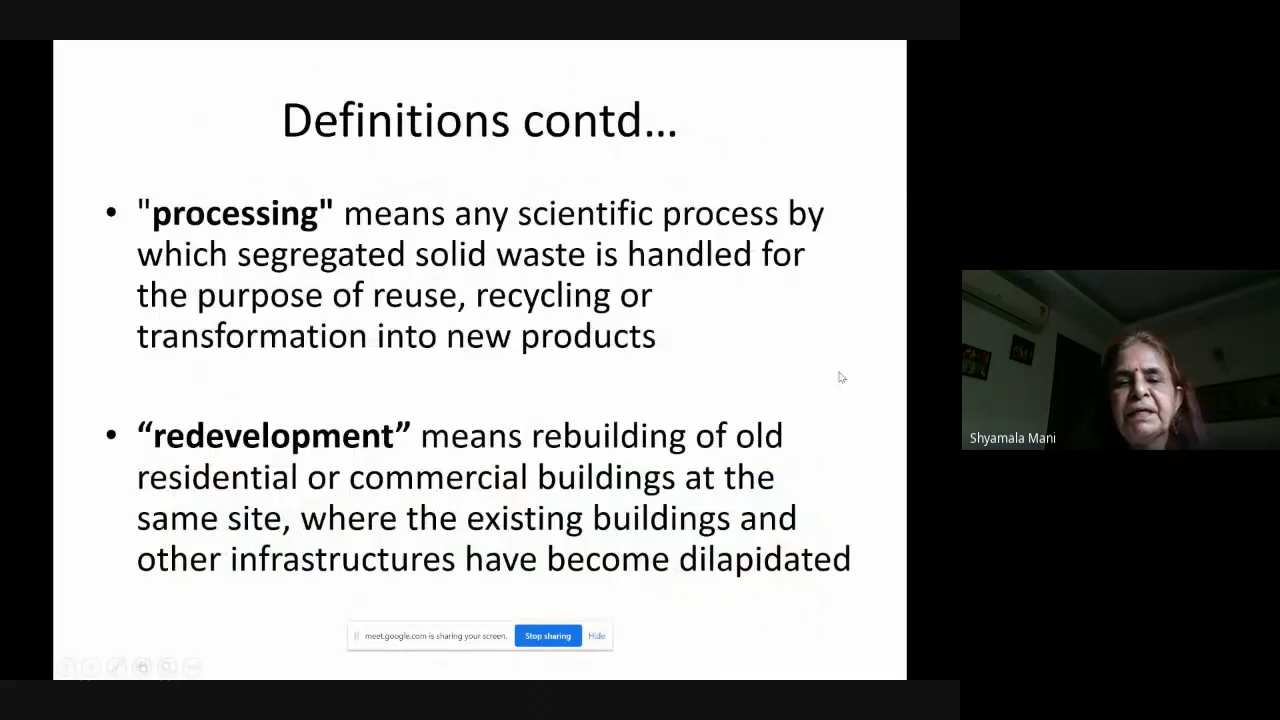 Definitions contd...
• "processing" means any scientific process by
which segregated solid waste is handled for
the purpose of reuse, recycling or
transformation into new products
• “redevelopment” means rebuilding of old
residential or commercial buildings at the
same site, where the existing buildings and
other infrastructures have become dilapidated
meet.google.com is sharing your screen. Stop sharing Hide
Shyamala Mani